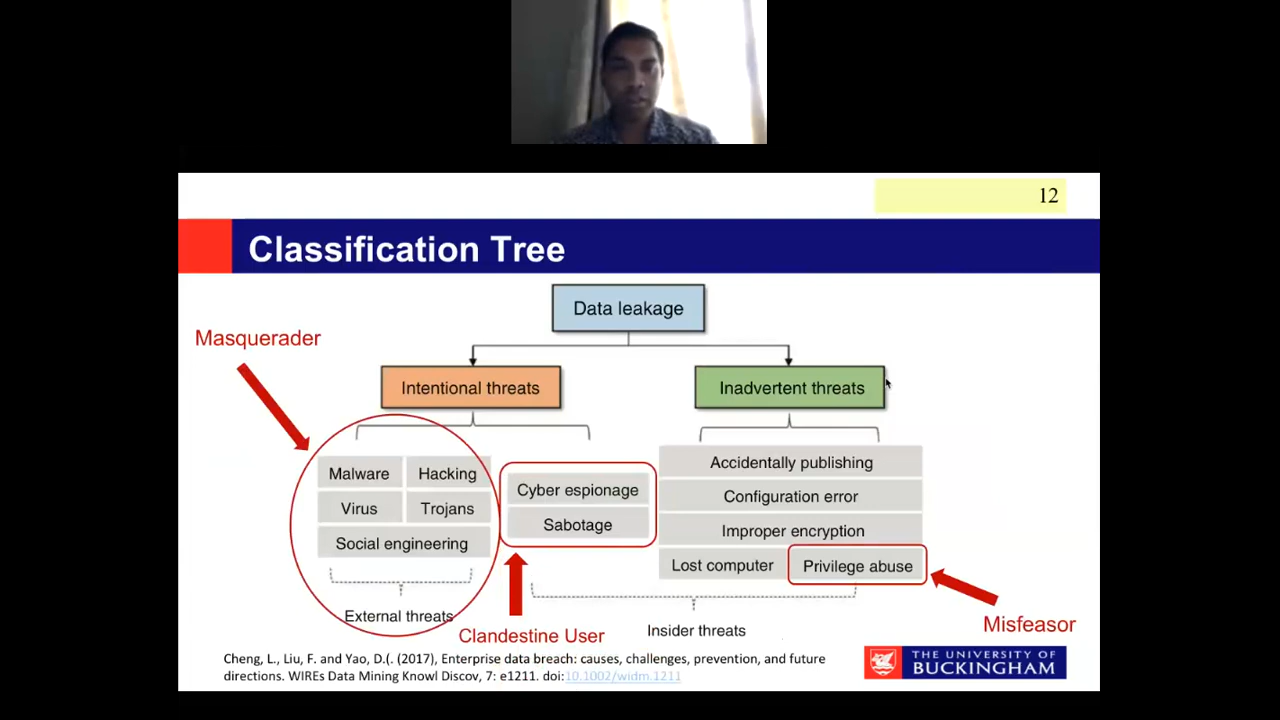 12
Classification Tree
Data leakage
Masquerader
Intentional threats
Inadvertent threats
Malware
Hacking
Virus
Trojans
Social engineering
External threats
Cyber espionage
Sabotage
Clandestine User
Accidentally publishing
Configuration error
Improper encryption
Lost computer
Privilege abuse
Insider threats
Misfeasor
Cheng, L., Liu, F. and Yao, D.(. (2017), Enterprise data breach: causes, challenges, prevention, and future
directions. WIREs Data Mining Knowl Discov, 7: e1211. doi:10.1002/widm.1211
THE UNIVERSITY OF
BUCKINGHAM